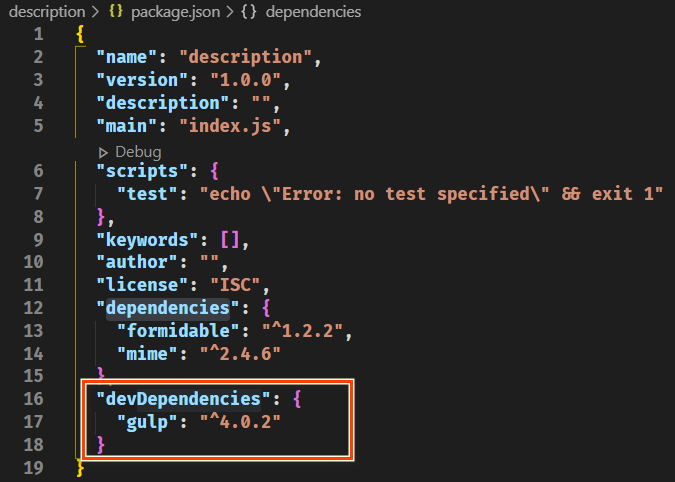 description > {} package.json > {} dependencies
1 {
2 "name": "description",
3 "version": "1.0.0",
4 "description": "",
5 "main": "index.js",
Debug
6 "scripts": {
7 "test": "echo \"Error: no test specified\" && exit 1"
8 },
9 "keywords": [],
10 "author": "",
11 "license": "ISC",
12 "dependencies": {
13 "formidable": "^1.2.2",
14 "mime": "^2.4.6"
15 },
16 "devDependencies": {
17 "gulp": "^4.0.2"
18 }
19 }